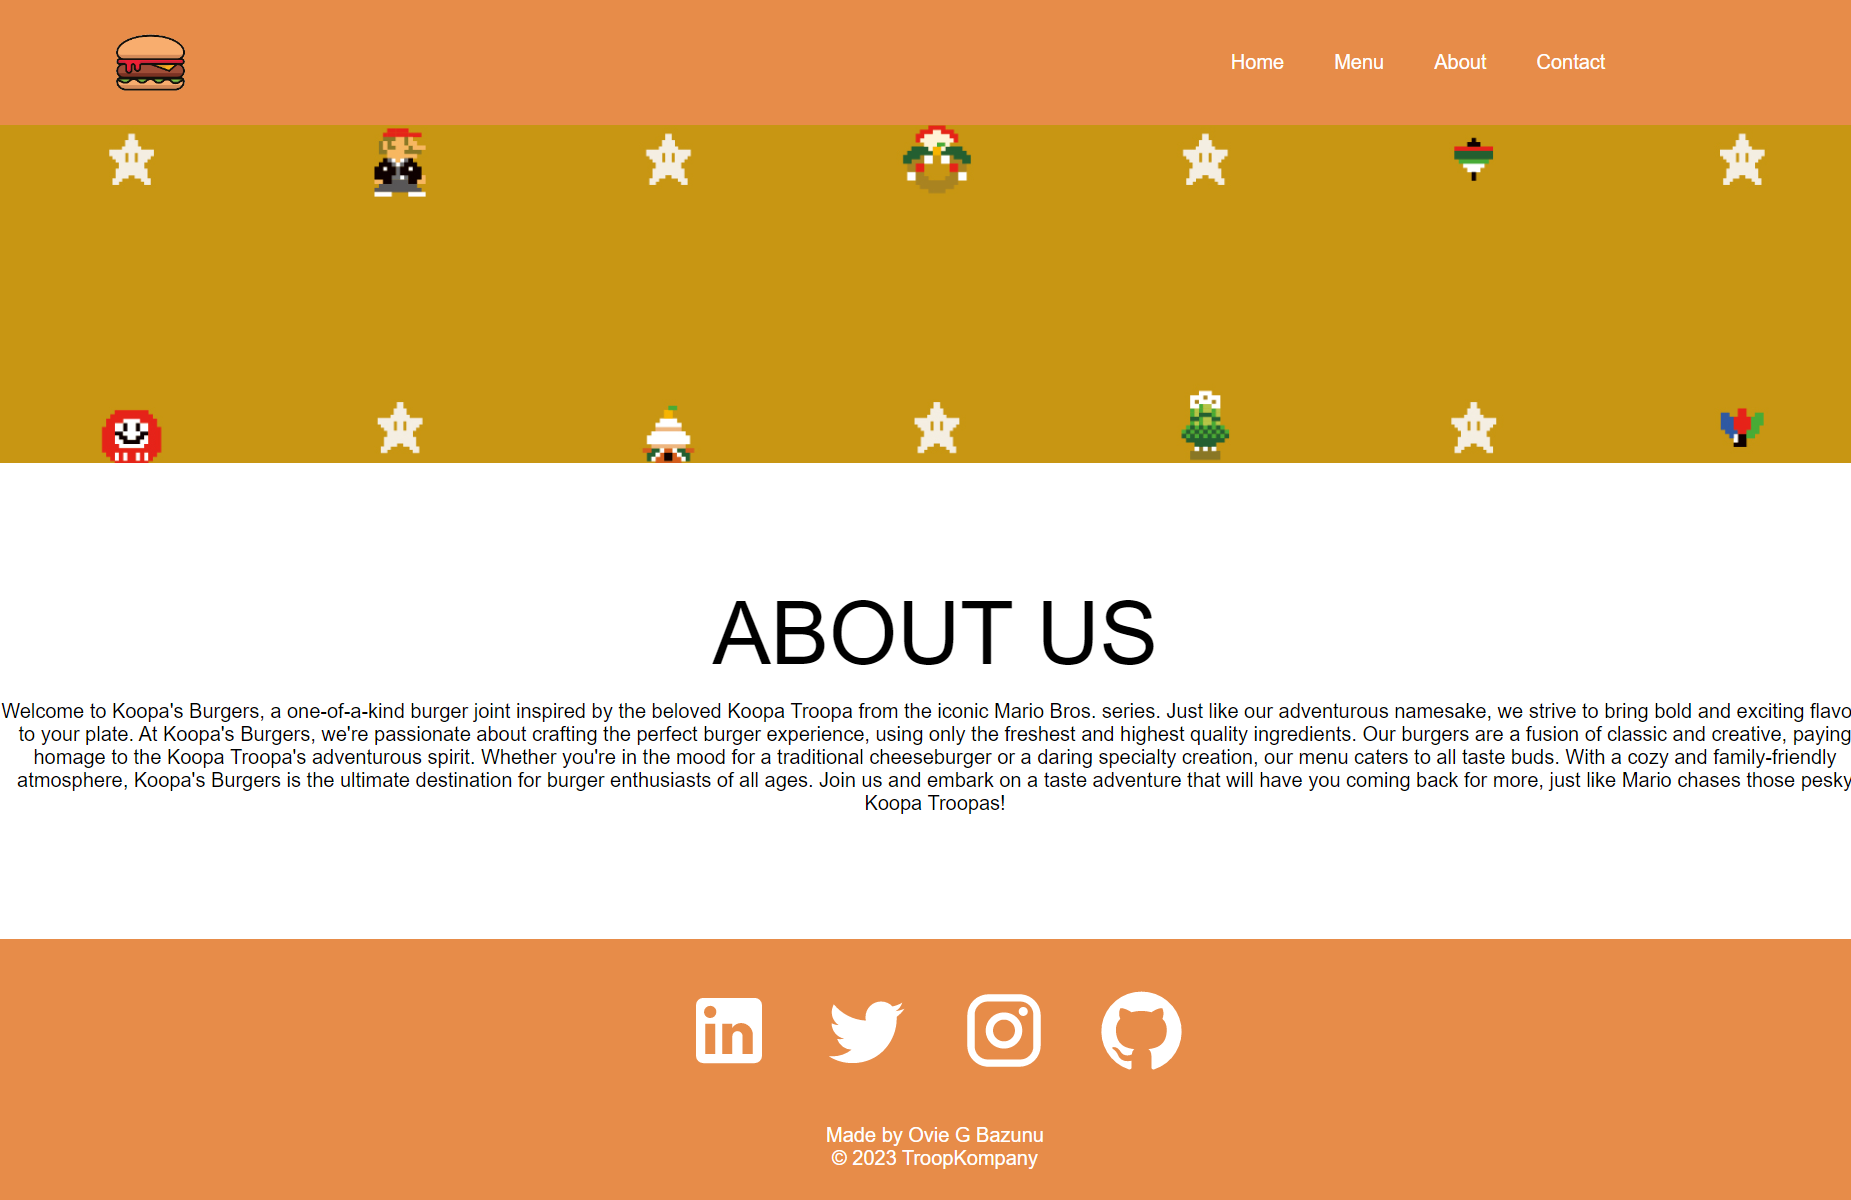 Home Menu About Contact
ABOUT US
Welcome to Koopa's Burgers, a one-of-a-kind burger joint inspired by the beloved Koopa Troopa from the iconic Mario Bros. series. Just like our adventurous namesake, we strive to bring bold and exciting flavo
to your plate. At Koopa's Burgers, we're passionate about crafting the perfect burger experience, using only the freshest and highest quality ingredients. Our burgers are a fusion of classic and creative, paying
homage to the Koopa Troopa's adventurous spirit. Whether you're in the mood for a traditional cheeseburger or a daring specialty creation, our menu caters to all taste buds. With a cozy and family-friendly
atmosphere, Koopa's Burgers is the ultimate destination for burger enthusiasts of all ages. Join us and embark on a taste adventure that will have you coming back for more, just like Mario chases those pesky
Koopa Troopas!
in
Made by Ovie G Bazunu
© 2023 TroopKompany